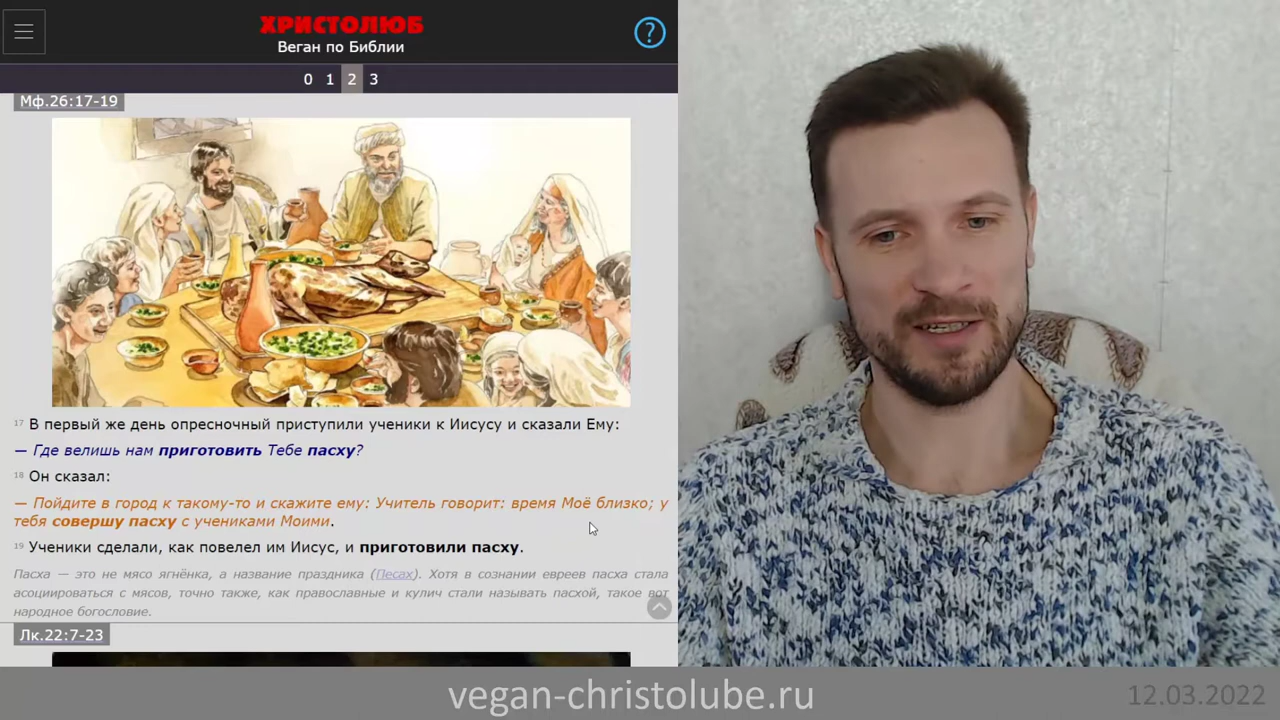 ХРИСТОЛЮБ
Веган по Библии
?
0 1 2 3
Мф.26:17-19
17 В первый же день опресночный приступили ученики к Иисусу и сказали Ему:
— Где велишь нам приготовить Тебе пасху?
18 Он сказал:
— Пойдите в город к такому-то и скажите ему: Учитель говорит: время Моё близко; у
тебя совершу пасху с учениками Моими.
19 Ученики сделали, как повелел им Иисус, и приготовили пасху.
Пасха — это не мясо ягнёнка, а название праздника (Песах). Хотя в сознании евреев пасха стала
асоциироваться с мясов, точно также, как православные и кулич стали называть пасхой, такое вот
народное богословие.
Лк.22:7-23
vegan-christolube.ru
12.03.2022